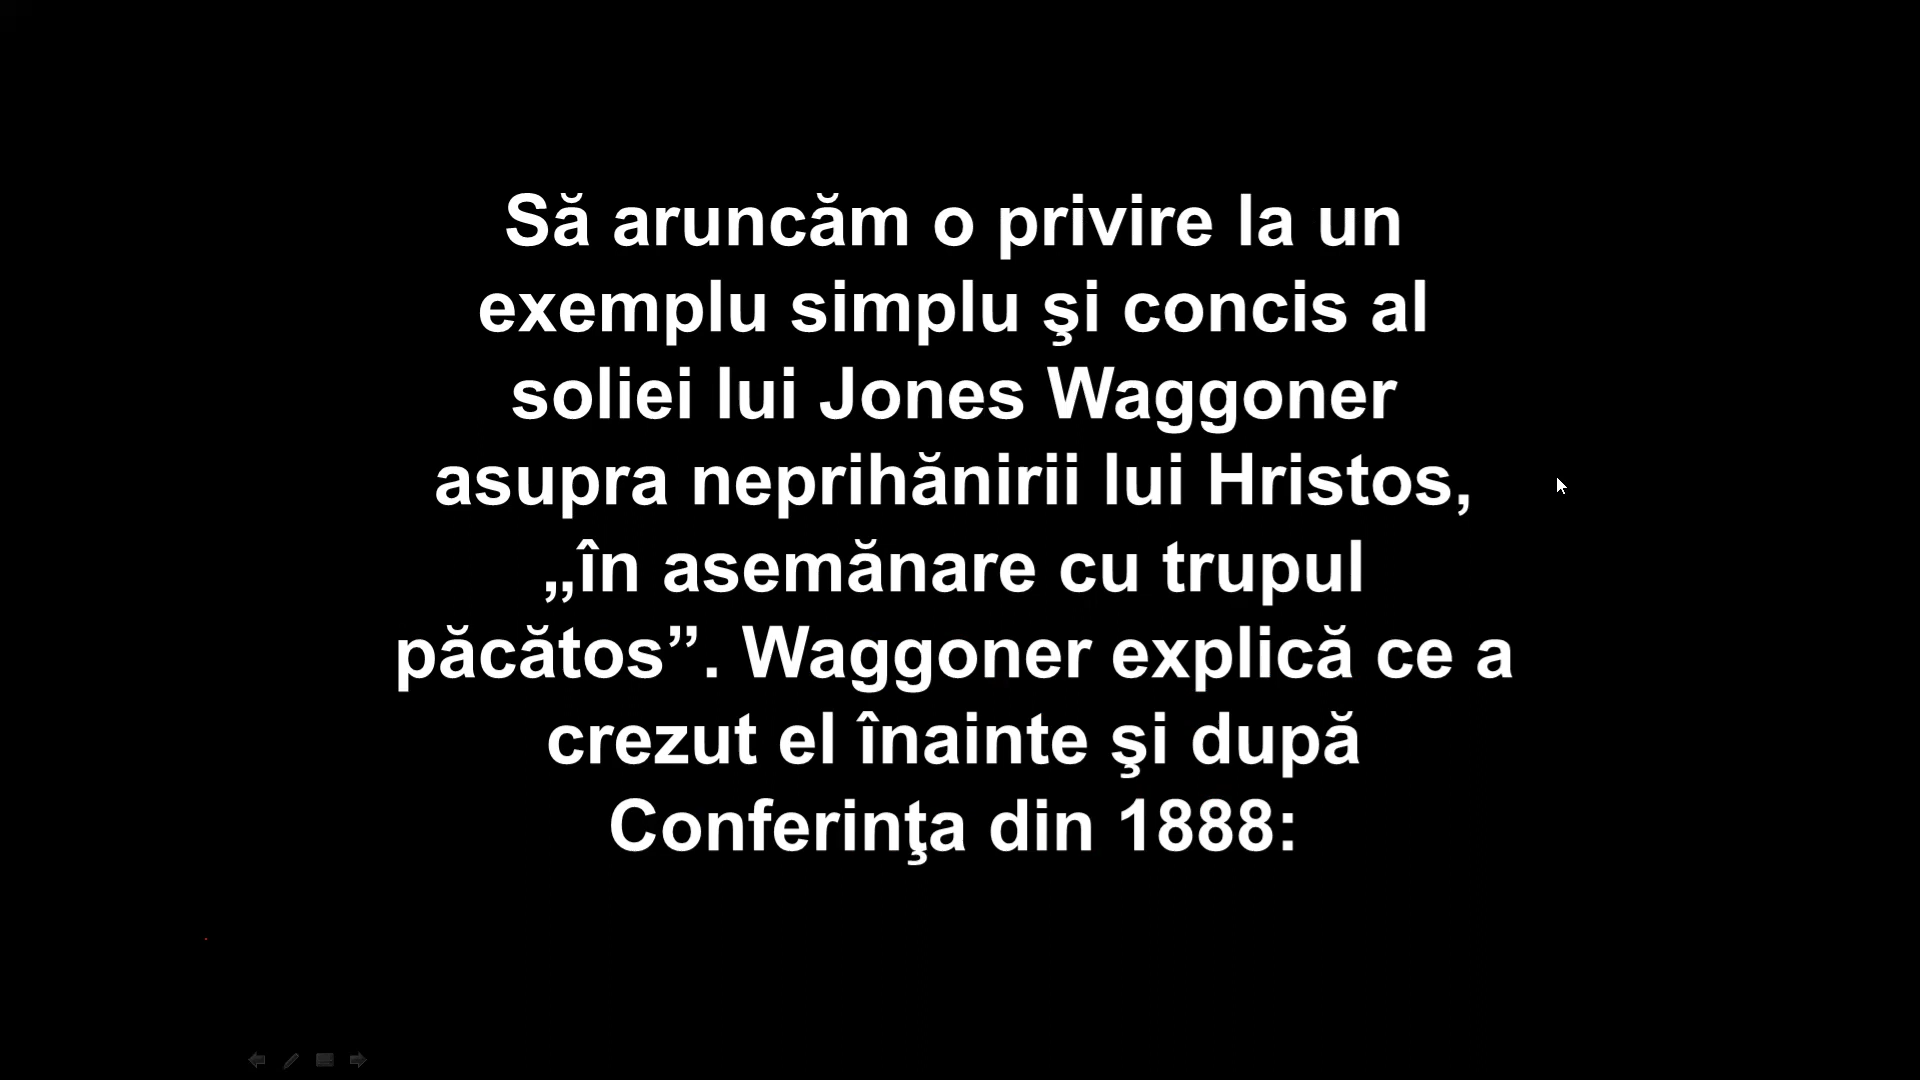 Să aruncăm o privire la un
exemplu simplu şi concis al
soliei lui Jones Waggoner
asupra neprihănirii lui Hristos,
„în asemănare cu trupul
păcătos”. Waggoner explică ce a
crezut el înainte şi după
Conferinţa din 1888: